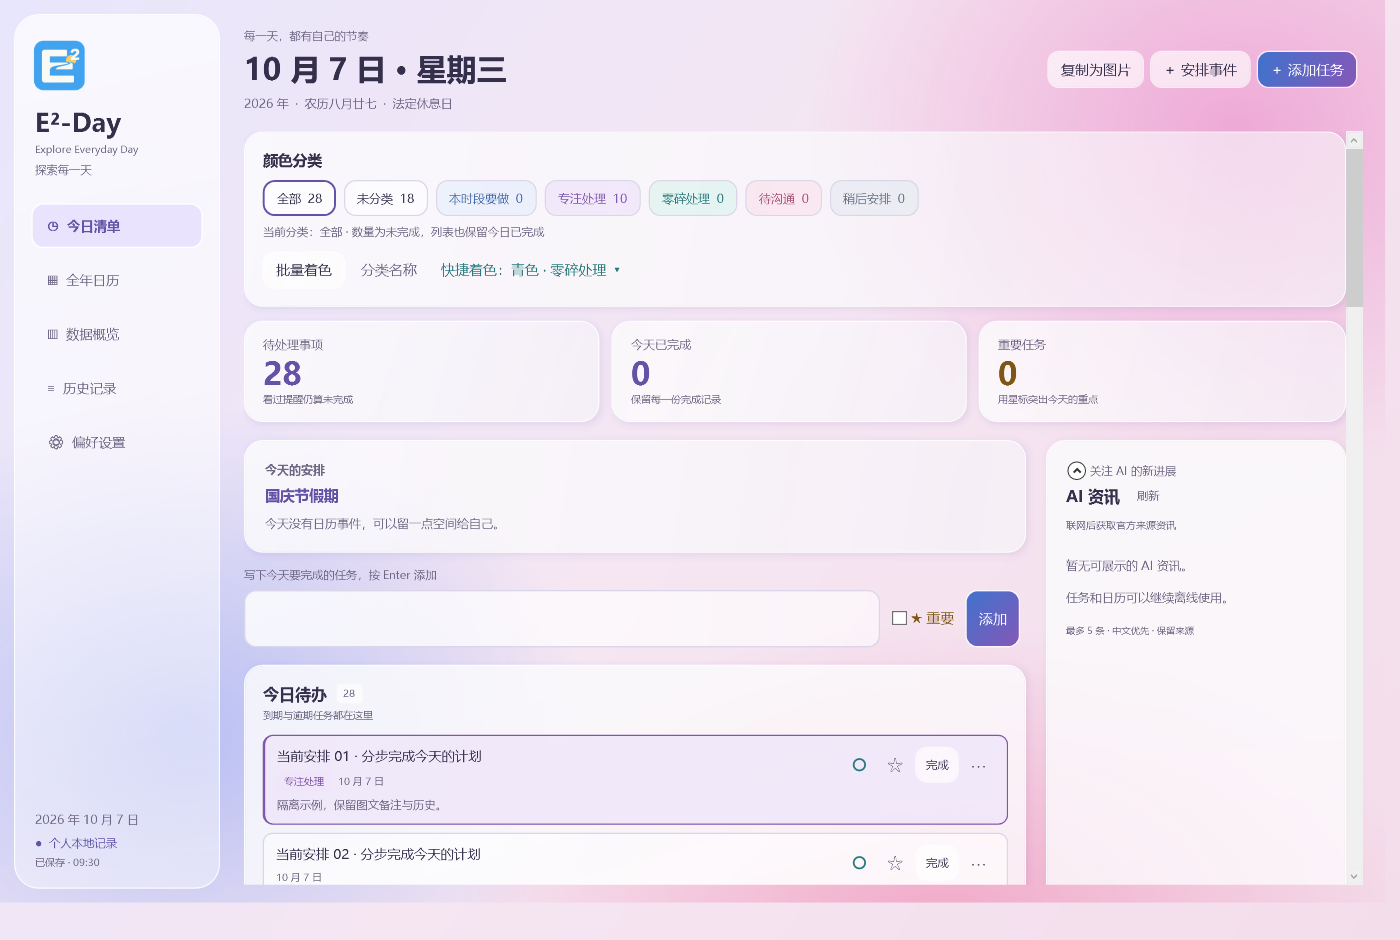 E²
E²-Day
Explore Everyday Day
探索每一天
今日清单
全年日历
数据概览
历史记录
偏好设置
2026 年 10 月 7 日
个人本地记录
已保存 · 09:30
每一天，都有自己的节奏
10 月 7 日 • 星期三
2026 年 · 农历八月廿七 · 法定休息日
复制为图片
+ 安排事件
+ 添加任务
颜色分类
全部 28
未分类 18
本时段要做 0
专注处理 10
零碎处理 0
待沟通 0
稍后安排 0
当前分类：全部 · 数量为未完成，列表也保留今日已完成
批量着色
分类名称
快捷着色：青色 · 零碎处理
待处理事项
28
看过提醒仍算未完成
今天已完成
0
保留每一份完成记录
重要任务
0
用星标突出今天的重点
今天的安排
国庆节假期
今天没有日历事件，可以留一点空间给自己。
写下今天要完成的任务，按 Enter 添加
★ 重要
添加
今日待办 28
到期与逾期任务都在这里
当前安排 01 · 分步完成今天的计划
专注处理 10 月 7 日
隔离示例，保留图文备注与历史。
完成
当前安排 02 · 分步完成今天的计划
10 月 7 日
完成
关注 AI 的新进展
AI 资讯 刷新
联网后获取官方来源资讯
暂无可展示的 AI 资讯。
任务和日历可以继续离线使用。
最多 5 条 · 中文优先 · 保留来源